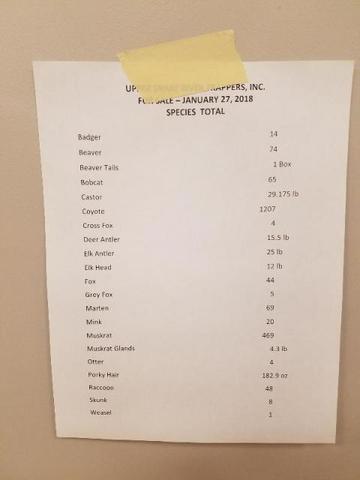 UPPER SNAKE RIVER TRAPPERS, INC.
FUR SALE – JANUARY 27, 2018
SPECIES TOTAL
Badger 14
Beaver 74
Beaver Tails 1 Box
Bobcat 65
Castor 29.175 lb
Coyote 1207
Cross Fox 4
Deer Antler 15.5 lb
Elk Antler 25 lb
Elk Head 12 lb
Fox 44
Grey Fox 5
Marten 69
Mink 20
Muskrat 469
Muskrat Glands 4.3 lb
Otter 4
Porky Hair 182.9 oz
Raccoon 48
Skunk 8
Weasel 1